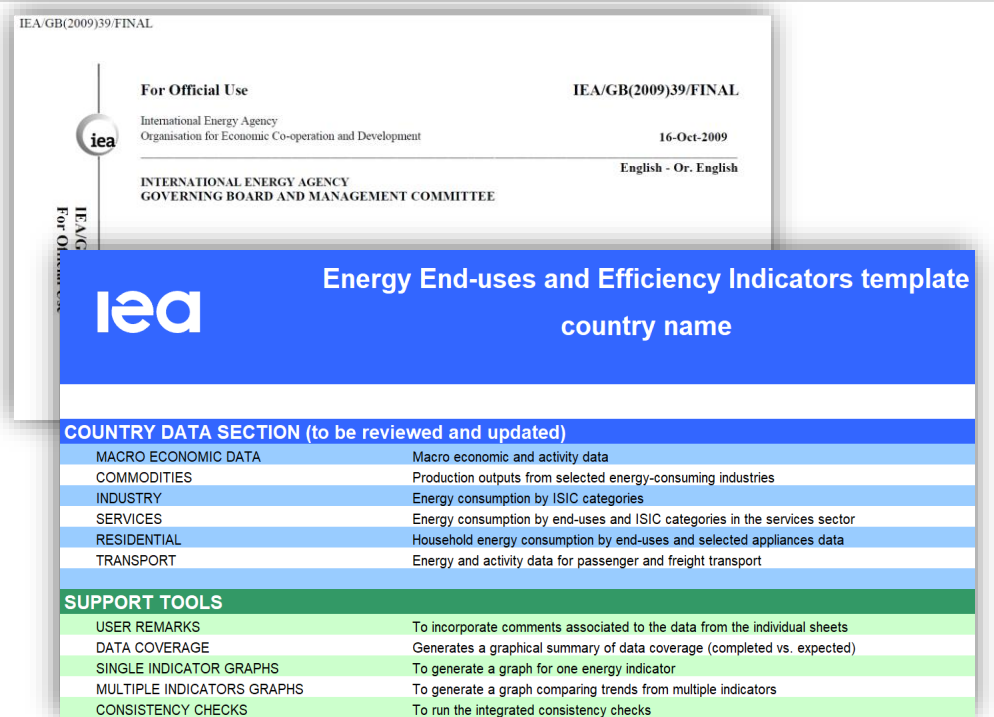 IEA/GB(2009)39/FINAL
For Official Use IEA/GB(2009)39/FINAL
International Energy Agency
Organisation for Economic Co-operation and Development 16-Oct-2009
iea
English - Or. English
INTERNATIONAL ENERGY AGENCY
GOVERNING BOARD AND MANAGEMENT COMMITTEE
IEA/G
For Official Use
iea
Energy End-uses and Efficiency Indicators template
country name
COUNTRY DATA SECTION (to be reviewed and updated)
MACRO ECONOMIC DATA Macro economic and activity data
COMMODITIES Production outputs from selected energy-consuming industries
INDUSTRY Energy consumption by ISIC categories
SERVICES Energy consumption by end-uses and ISIC categories in the services sector
RESIDENTIAL Household energy consumption by end-uses and selected appliances data
TRANSPORT Energy and activity data for passenger and freight transport
SUPPORT TOOLS
USER REMARKS To incorporate comments associated to the data from the individual sheets
DATA COVERAGE Generates a graphical summary of data coverage (completed vs. expected)
SINGLE INDICATOR GRAPHS To generate a graph for one energy indicator
MULTIPLE INDICATORS GRAPHS To generate a graph comparing trends from multiple indicators
CONSISTENCY CHECKS To run the integrated consistency checks